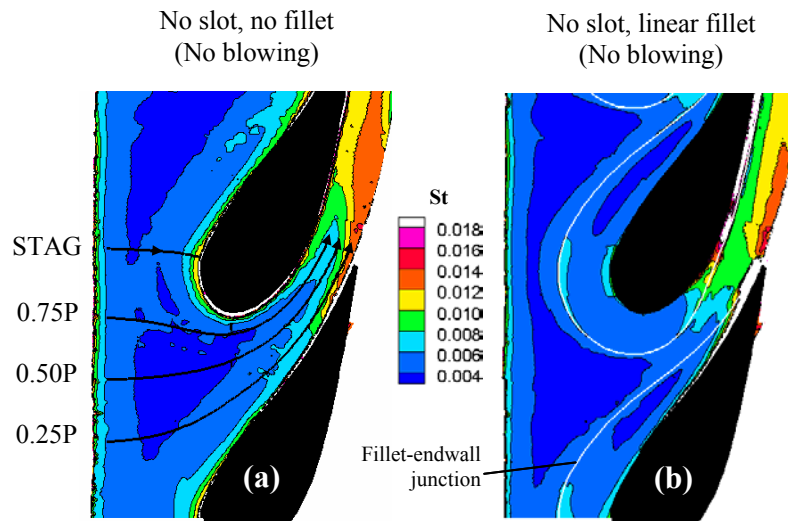 No slot, no fillet
(No blowing)
No slot, linear fillet
(No blowing)
STAG
0.75P
0.50P
0.25P
St
0.018
0.016
0.014
0.012
0.010
0.008
0.006
0.004
Fillet-endwall
junction
(a)
(b)